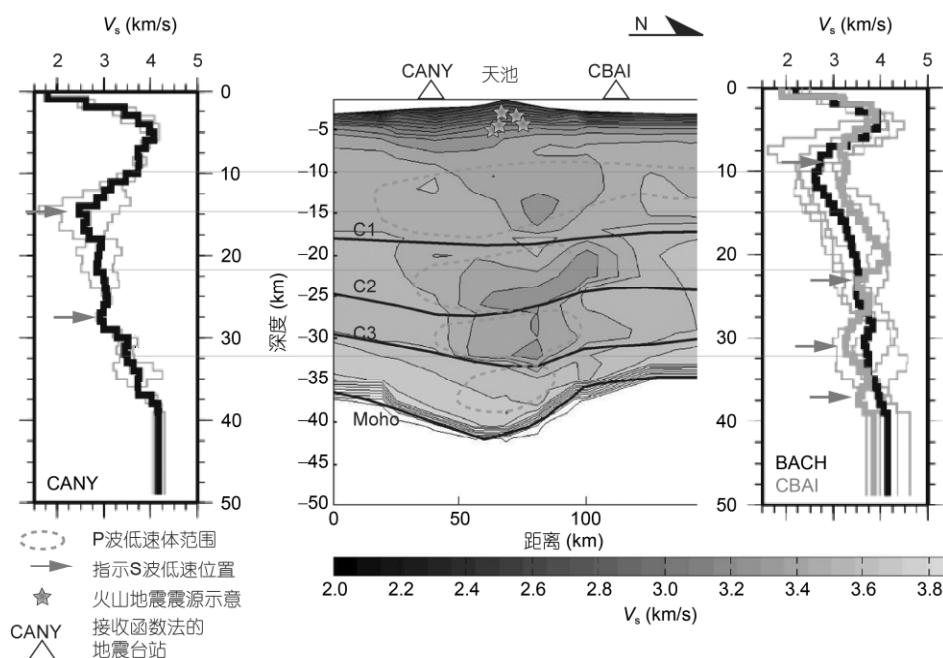 Vs (km/s)
2 3 4 5
0
10
20
30
40
50
CANY
N
CANY
天池
CBAI
深度 (km)
−5
−10
−15
−20
−25
−30
−35
−40
−45
−50
C1
C2
C3
Moho
0 50 100
距离 (km)
Vs (km/s)
2 3 4 5
0
10
20
30
40
50
BACH
CBAI
P波低速体范围
指示S波低速位置
火山地震震源示意
CANY 接收函数法的
地震台站
2.0 2.2 2.4 2.6 2.8 3.0 3.2 3.4 3.6 3.8
Vs (km/s)